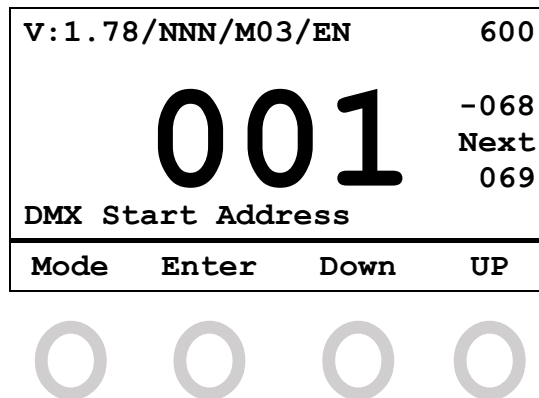 V:1.78/NNN/M03/EN 600
001
-068
Next
069
DMX Start Address
Mode Enter Down UP